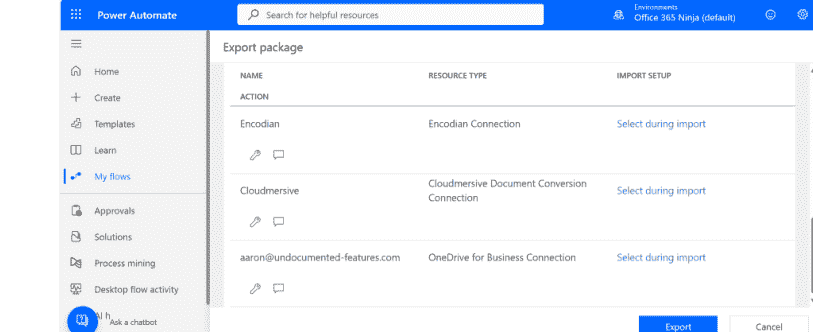 Power Automate
Search for helpful resources
Environments
Office 365 Ninja (default)
Export package
Home
Create
Templates
Learn
My flows
Approvals
Solutions
Process mining
Desktop flow activity
Ask a chatbot
NAME RESOURCE TYPE IMPORT SETUP
ACTION
Encodian Encodian Connection Select during import
Cloudmersive Cloudmersive Document Conversion
Connection Select during import
aaron@undocumented-features.com OneDrive for Business Connection Select during import
Export Cancel